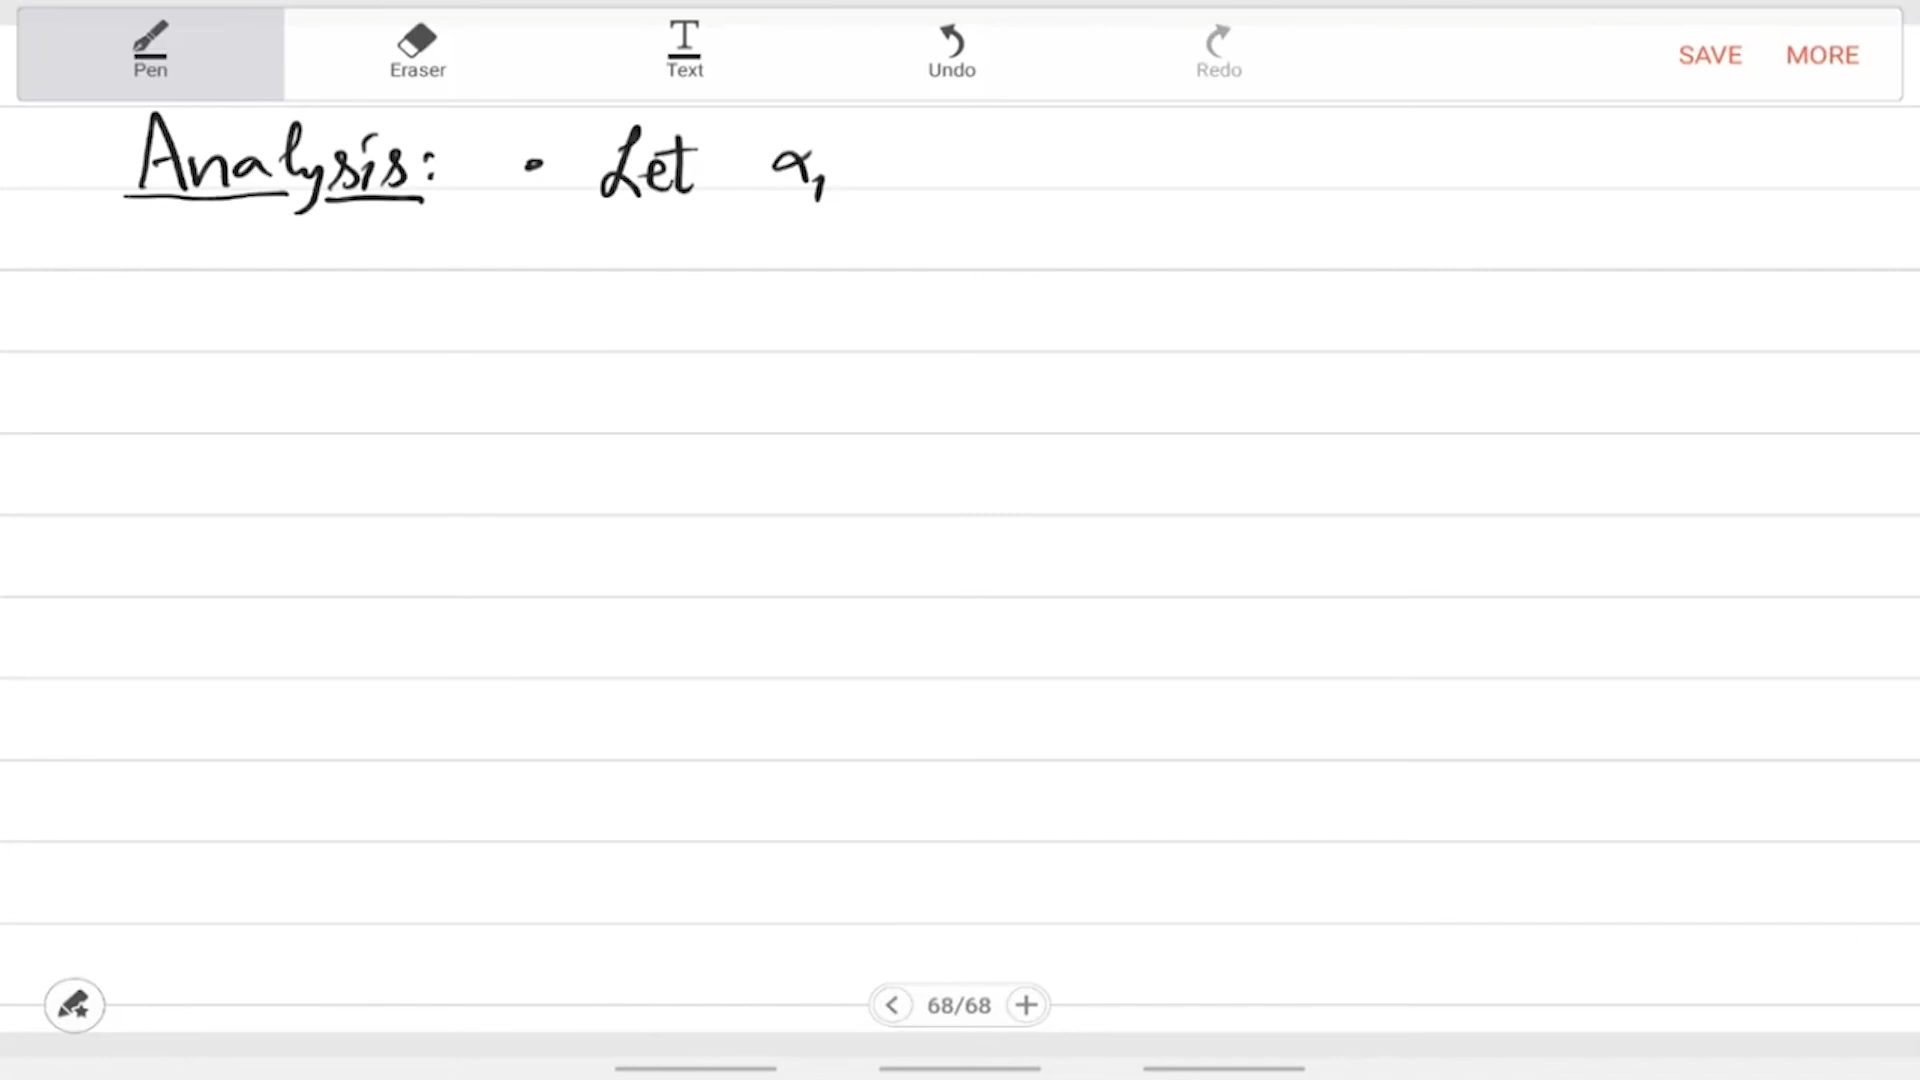 Pen Eraser Text Undo Redo SAVE MORE
Analysis: • Let α₁
68/68